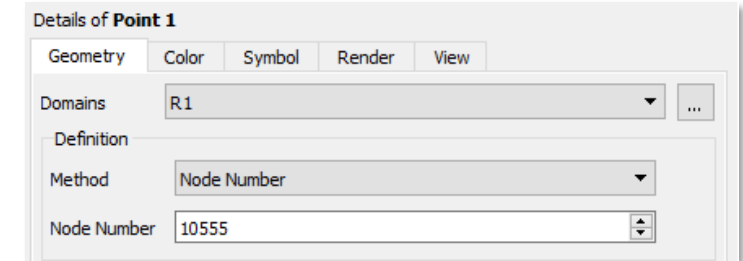 Details of Point 1
Geometry Color Symbol Render View
Domains R1 ...
Definition
Method Node Number
Node Number 10555